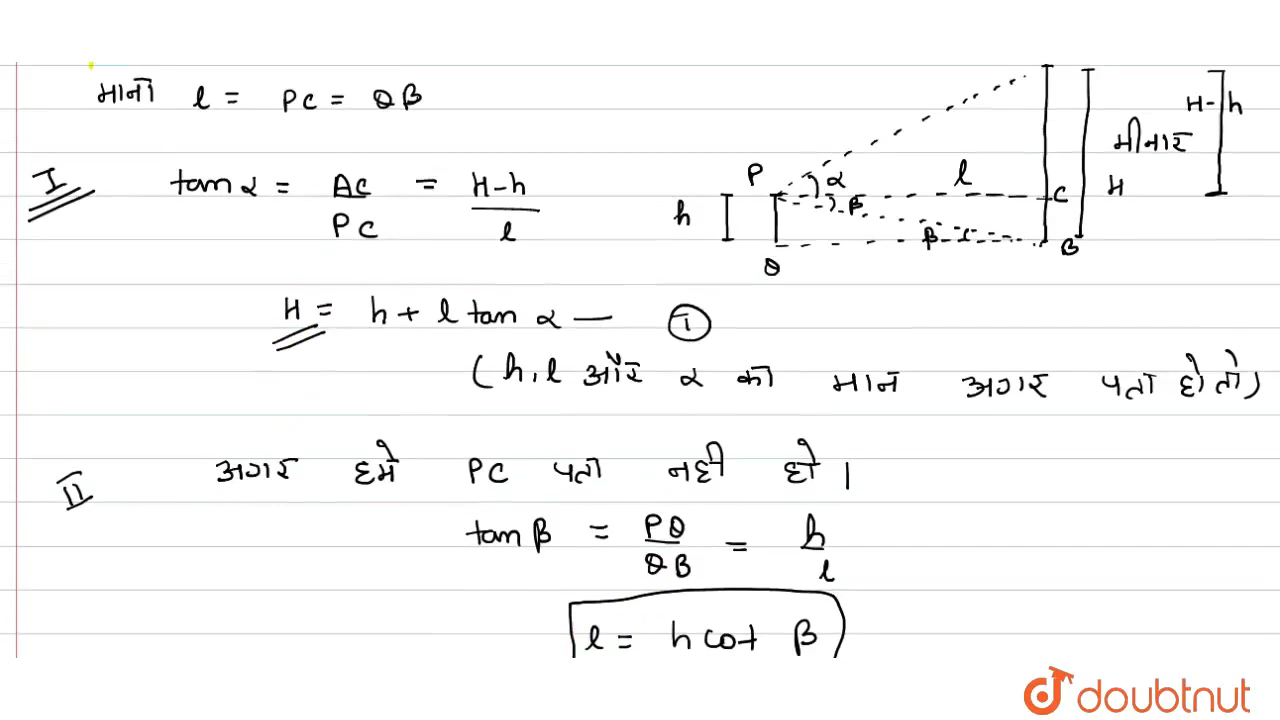 माना l = PC = QB
I tan α = AC/PC = H-h/l
H = h + l tan α — ①
(h, l और α का मान अगर पता हो तो)
II अगर हमे PC पता नही हो।
tan β = PQ/QB = h/l
l = h cot β
P α l C
β
h
β
Q B
H-h
मीनार
H
doubtnut